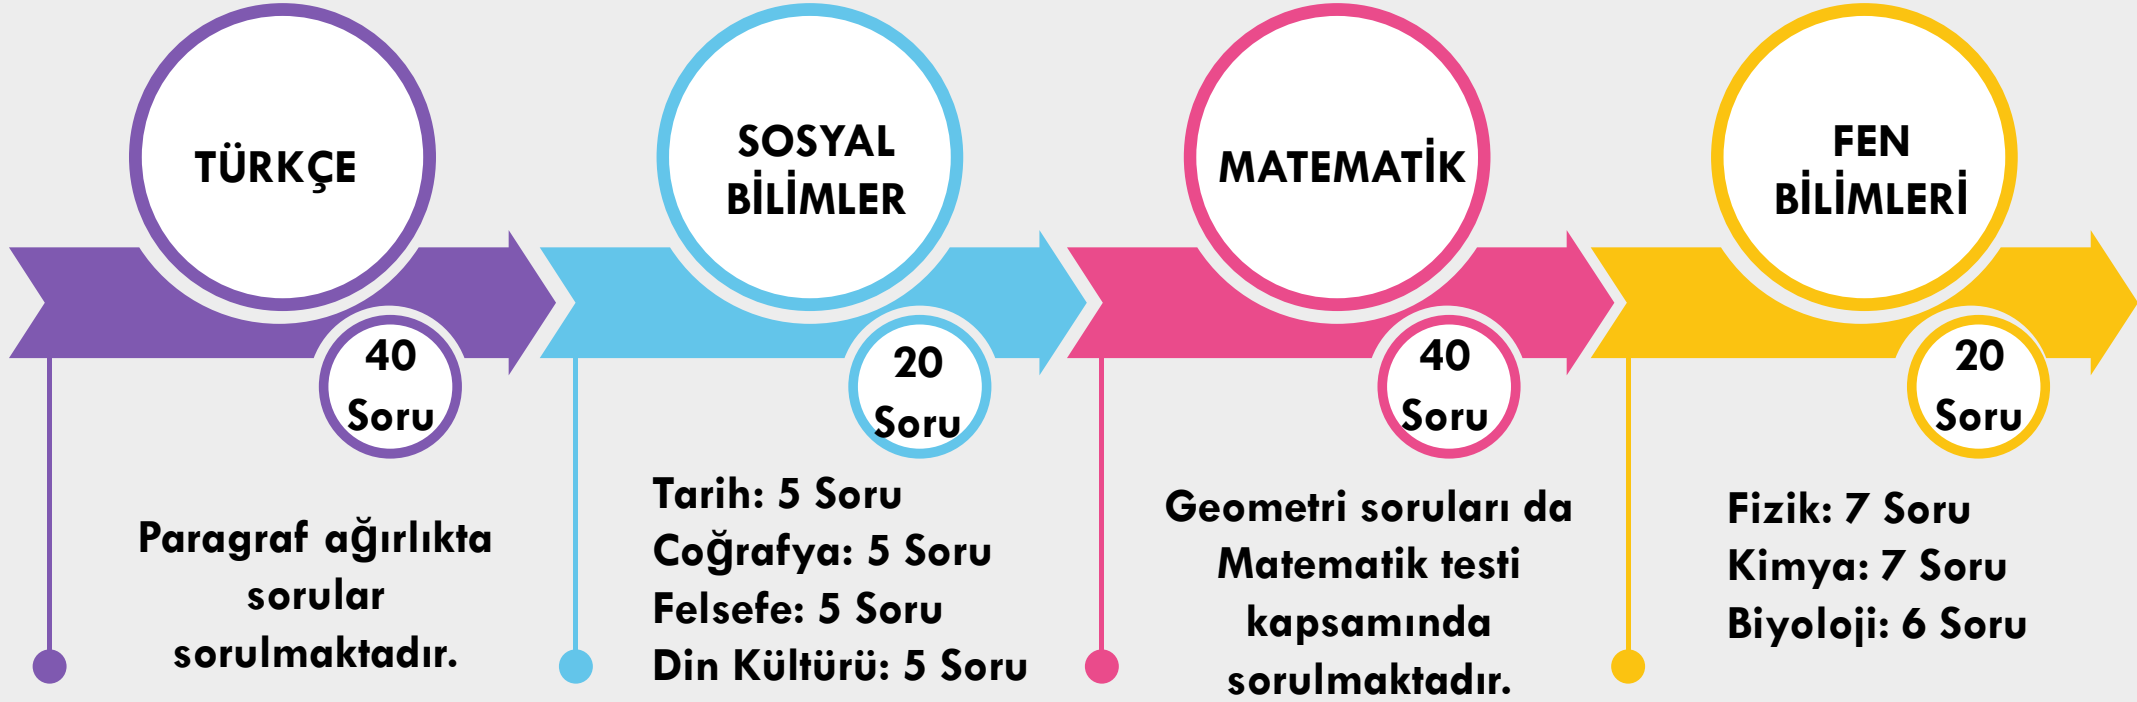 TÜRKÇE
40
Soru
Paragraf ağırlıkta
sorular
sorulmaktadır.
SOSYAL
BİLİMLER
20
Soru
Tarih: 5 Soru
Coğrafya: 5 Soru
Felsefe: 5 Soru
Din Kültürü: 5 Soru
MATEMATİK
40
Soru
Geometri soruları da
Matematik testi
kapsamında
sorulmaktadır.
FEN
BİLİMLERİ
20
Soru
Fizik: 7 Soru
Kimya: 7 Soru
Biyoloji: 6 Soru